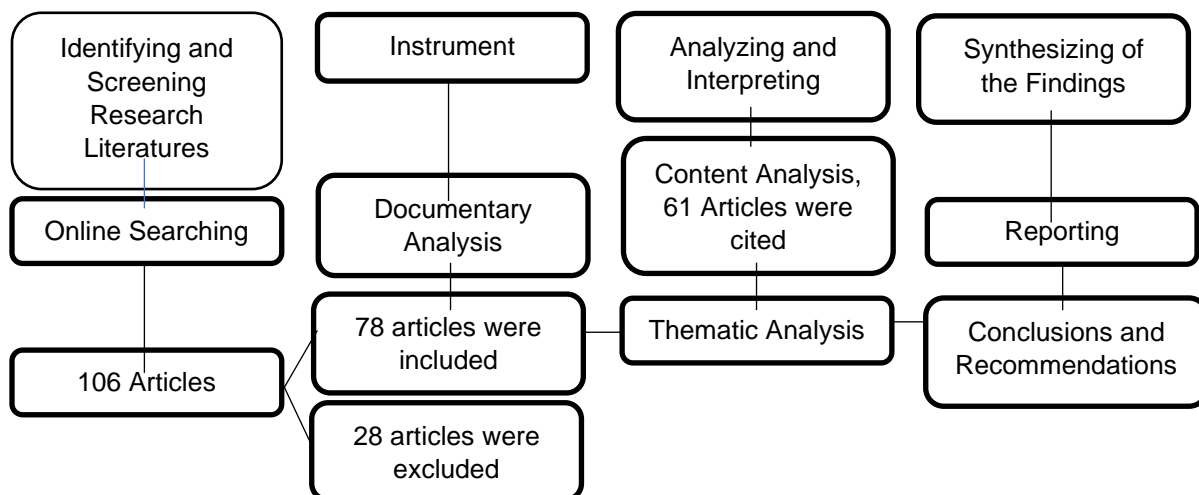 Identifying and
Screening
Research
Literatures
Online Searching
106 Articles
Instrument
Documentary
Analysis
78 articles were
included
28 articles were
excluded
Analyzing and
Interpreting
Content Analysis,
61 Articles were
cited
Thematic Analysis
Synthesizing of
the Findings
Reporting
Conclusions and
Recommendations